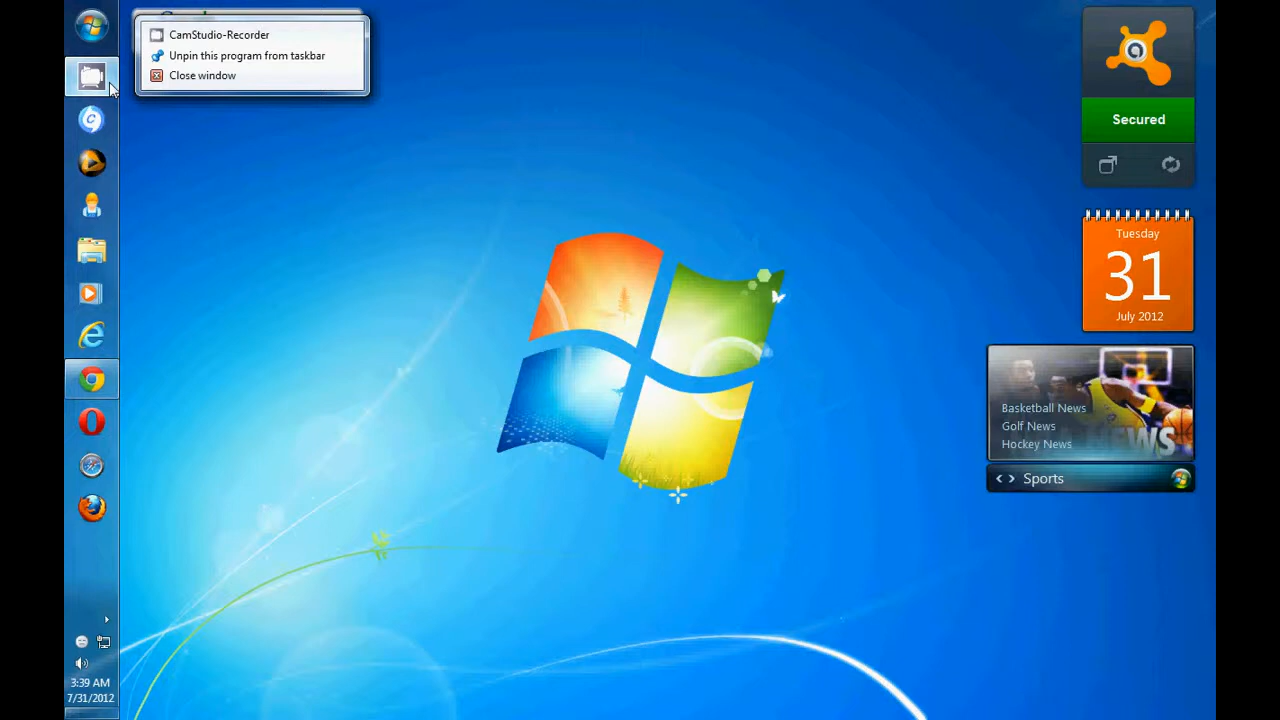 CamStudio-Recorder
Unpin this program from taskbar
Close window
Secured
Tuesday
31
July 2012
Basketball News
Golf News
Hockey News
NEWS
Sports
3:39 AM
7/31/2012